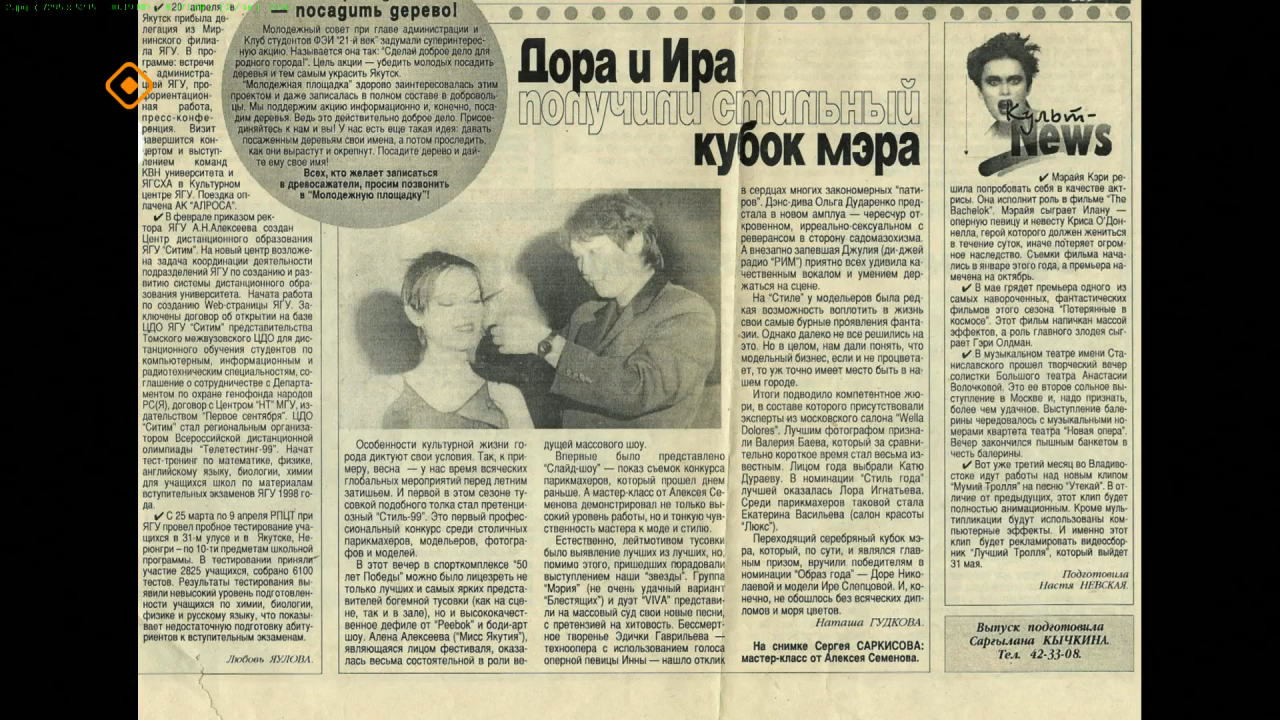 ✔ 20 апреля в
Якутск прибыла де-
легация из Мир-
нинского филиа-
ла ЯГУ. В про-
грамме: встречи
с администра-
цией ЯГУ, про-
фориентацион-
ная работа,
пресс-конфе-
ренция. Визит
завершится кон-
цертом и выступ-
лением команд
КВН университета и
ЯГСХА в Культурном
центре ЯГУ. Поездка оп-
лачена АК "АЛРОСА".
✔ В феврале приказом рек-
тора ЯГУ А.Н.Алексеева создан
Центр дистанционного образования
ЯГУ "Ситим". На новый центр возложе-
на задача координации деятельности
подразделений ЯГУ по созданию и раз-
витию системы дистанционного обра-
зования университета. Начата работа
по созданию Web-страницы ЯГУ. За-
ключены договор об открытии на базе
ЦДО ЯГУ "Ситим" представительства
Томского межвузовского ЦДО для дис-
танционного обучения студентов по
компьютерным, информационным и
радиотехническим специальностям, со-
глашение о сотрудничестве с Департа-
ментом по охране генофонда народов
РС(Я), договор с Центром "НТ" МГУ, из-
дательством "Первое сентября". ЦДО
"Ситим" стал региональным организа-
тором Всероссийской дистанционной
олимпиады "Телетестинг-99". Начат
тест-тренинг по математике, физике,
английскому языку, биологии, химии
для учащихся школ по материалам
вступительных экзаменов ЯГУ 1998 го-
да.
✔ С 25 марта по 9 апреля РПЦТ при
ЯГУ провел пробное тестирование уча-
щихся в 31-м улусе и в Якутске, Не-
рюнгри – по 10-ти предметам школьной
программы. В тестировании приняли
участие 2825 учащихся, собрано 6100
тестов. Результаты тестирования вы-
явили невысокий уровень подготовлен-
ности учащихся по химии, биологии,
физике и русскому языку, что показы-
вает недостаточную подготовку абиту-
риентов к вступительным экзаменам.
Любовь ЯУЛОВА.
— посадить дерево!
Молодежный совет при главе администрации и
Клуб студентов ФЭИ "21-й век" задумали суперинтерес-
ную акцию. Называется она так: "Сделай доброе дело для
родного города!". Цель акции — убедить молодых посадить
деревья и тем самым украсить Якутск.
"Молодежная площадка" здорово заинтересовалась этим
проектом и даже записалась в полном составе в доброволь-
цы. Мы поддержим акцию информационно и, конечно, поса-
дим деревья. Ведь это действительно доброе дело. Присое-
диняйтесь к нам и вы! У нас есть еще такая идея: давать
посаженным деревьям свои имена, а потом проследить,
как они вырастут и окрепнут. Посадите дерево и дай-
те ему свое имя!
Всех, кто желает записаться
в древосажатели, просим позвонить
в "Молодежную площадку"!
Дора и Ира
получили стильный
кубок мэра
Особенности культурной жизни го-
рода диктуют свои условия. Так, к при-
меру, весна — у нас время всяческих
глобальных мероприятий перед летним
затишьем. И первой в этом сезоне ту-
совкой подобного толка стал претенци-
озный "Стиль-99". Это первый профес-
сиональный конкурс среди столичных
парикмахеров, модельеров, фотогра-
фов и моделей.
В этот вечер в спорткомплексе "50
лет Победы" можно было лицезреть не
только лучших и самых ярких предста-
вителей богемной тусовки (как на сце-
не, так и в зале), но и высококачест-
венное дефиле от "Peebok" и боди-арт
шоу. Алена Алексеева ("Мисс Якутия"),
являющаяся лицом фестиваля, оказа-
лась весьма состоятельной в роли ве-
дущей массового шоу.
Впервые было представлено
"Слайд-шоу" — показ съемок конкурса
парикмахеров, который прошел днем
раньше. А мастер-класс от Алексея Се-
менова демонстрировал не только вы-
сокий уровень работы, но и тонкую чув-
ственность мастера к моде и стилю.
Естественно, лейтмотивом тусовки
было выявление лучших из лучших, но,
помимо этого, пришедших порадовали
выступлением наши "звезды". Группа
"Мэрия" (не очень удачный вариант
"Блестящих") и дуэт "VIVA" представи-
ли на массовый суд свои новые песни,
с претензией на хитовость. Бессмерт-
ное творенье Эдички Гаврильева —
техноопера с использованием голоса
оперной певицы Инны — нашло отклик
в сердцах многих закономерных "пати-
ров". Дэнс-дива Ольга Дударенко пред-
стала в новом амплуа — чересчур от-
кровенном, ирреально-сексуальном с
реверансом в сторону садомазохизма.
А внезапно запевшая Джулия (ди-джей
радио "РИМ") приятно всех удивила ка-
чественным вокалом и умением дер-
жаться на сцене.
На "Стиле" у модельеров была ред-
кая возможность воплотить в жизнь
свои самые бурные проявления фанта-
зии. Однако далеко не все решились на
это. Но в целом, нам дали понять, что
модельный бизнес, если и не процвета-
ет, то уж точно имеет место быть в на-
шем городе.
Итоги подводило компетентное жю-
ри, в составе которого присутствовали
эксперты из московского салона "Wella
Dolores". Лучшим фотографом призна-
ли Валерия Баева, который за сравни-
тельно короткое время стал весьма из-
вестным. Лицом года выбрали Катю
Дураеву. В номинации "Стиль года"
лучшей оказалась Лора Игнатьева.
Среди парикмахеров таковой стала
Екатерина Васильева (салон красоты
"Люкс").
Переходящий серебряный кубок мэ-
ра, который, по сути, и являлся глав-
ным призом, вручили победителям в
номинации "Образ года" — Доре Нико-
лаевой и модели Ире Слепцовой. И, ко-
нечно, не обошлось без всяческих дип-
ломов и моря цветов.
Наташа ГУДКОВА.
На снимке Сергея САРКИСОВА:
мастер-класс от Алексея Семенова.
Культ-
News
✔ Мэрайя Кэри ре-
шила попробовать себя в качестве акт-
рисы. Она исполнит роль в фильме "The
Bachelok". Мэрайя сыграет Илану —
оперную певицу и невесту Криса О'Дон-
нелла, герой которого должен жениться
в течение суток, иначе потеряет огром-
ное наследство. Съемки фильма нача-
лись в январе этого года, а премьера на-
мечена на октябрь.
✔ В мае грядет премьера одного из
самых навороченных, фантастических
фильмов этого сезона "Потерянные в
космосе". Этот фильм напичкан массой
эффектов, а роль главного злодея сыг-
рает Гэри Олдман.
✔ В музыкальном театре имени Ста-
ниславского прошел творческий вечер
солистки Большого театра Анастасии
Волочковой. Это ее второе сольное вы-
ступление в Москве и, надо признать,
более чем удачное. Выступление бале-
рины чередовалось с музыкальными но-
мерами квартета театра "Новая опера".
Вечер закончился пышным банкетом в
честь балерины.
✔ Вот уже третий месяц во Владиво-
стоке идут работы над новым клипом
"Мумий Тролля" на песню "Утекай". В от-
личие от предыдущих, этот клип будет
полностью анимационным. Кроме муль-
типликации будут использованы ком-
пьютерные эффекты. И именно этот
клип будет рекламировать видеосбор-
ник "Лучший Тролля", который выйдет
31 мая.
Подготовила
Настя НЕВСКАЯ.
Выпуск подготовила
Саргылана КЫЧКИНА.
Тел. 42-33-08.